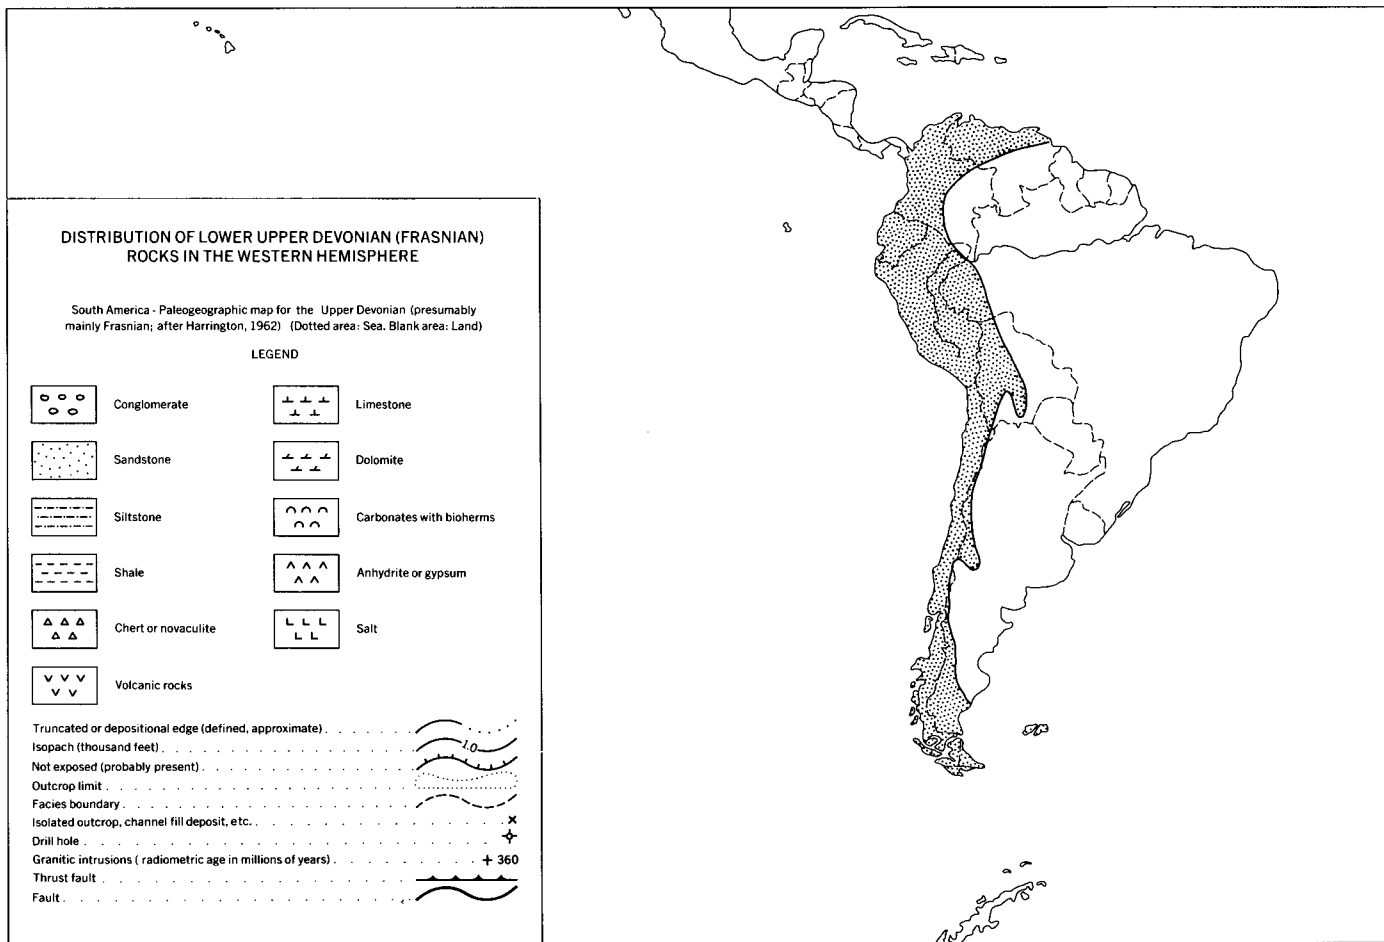 DISTRIBUTION OF LOWER UPPER DEVONIAN (FRASNIAN)
ROCKS IN THE WESTERN HEMISPHERE
South America - Paleogeographic map for the Upper Devonian (presumably
mainly Frasnian; after Harrington, 1962) (Dotted area: Sea. Blank area: Land)
LEGEND
Conglomerate
Limestone
Sandstone
Dolomite
Siltstone
Carbonates with bioherms
Shale
Anhydrite or gypsum
Chert or novaculite
Salt
Volcanic rocks
Truncated or depositional edge (defined, approximate)
Isopach (thousand feet) 1.0
Not exposed (probably present)
Outcrop limit
Facies boundary
Isolated outcrop, channel fill deposit, etc.
Drill hole
Granitic intrusions ( radiometric age in millions of years) + 360
Thrust fault
Fault